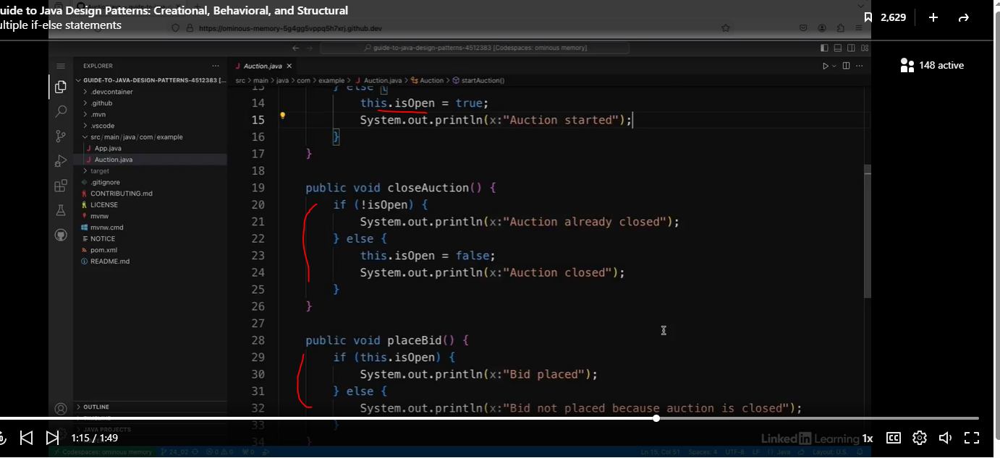 uide to Java Design Patterns: Creational, Behavioral, and Structural
ultiple if-else statements
2,629
148 active
https://ominous-memory-5g4gg5vppq5h7xrj.github.dev
guide-to-java-design-patterns-4512383 [Codespaces: ominous memory]
EXPLORER
GUIDE-TO-JAVA-DESIGN-PATTERNS-4512383 [...
.devcontainer
.github
.mvn
.vscode
src/main/java/com/example
App.java
Auction.java
target
.gitignore
CONTRIBUTING.md
LICENSE
mvnw
mvnw.cmd
NOTICE
pom.xml
README.md
OUTLINE
TIMELINE
JAVA PROJECTS
Auction.java
src > main > java > com > example > Auction.java > Auction > startAuction()
13 } else {
14 this.isOpen = true;
15 System.out.println(x:"Auction started");
16 }
17 }
18
19 public void closeAuction() {
20 if (!isOpen) {
21 System.out.println(x:"Auction already closed");
22 } else {
23 this.isOpen = false;
24 System.out.println(x:"Auction closed");
25 }
26 }
27
28 public void placeBid() {
29 if (this.isOpen) {
30 System.out.println(x:"Bid placed");
31 } else {
32 System.out.println(x:"Bid not placed because auction is closed");
33 }
34 }
LinkedIn Learning
1:15 / 1:49
1x
CC
Codespaces: ominous memory 24_02 0 0 0 Ln 15, Col 51 Spaces: 4 UTF-8 LF {} Java Layout: U.S.